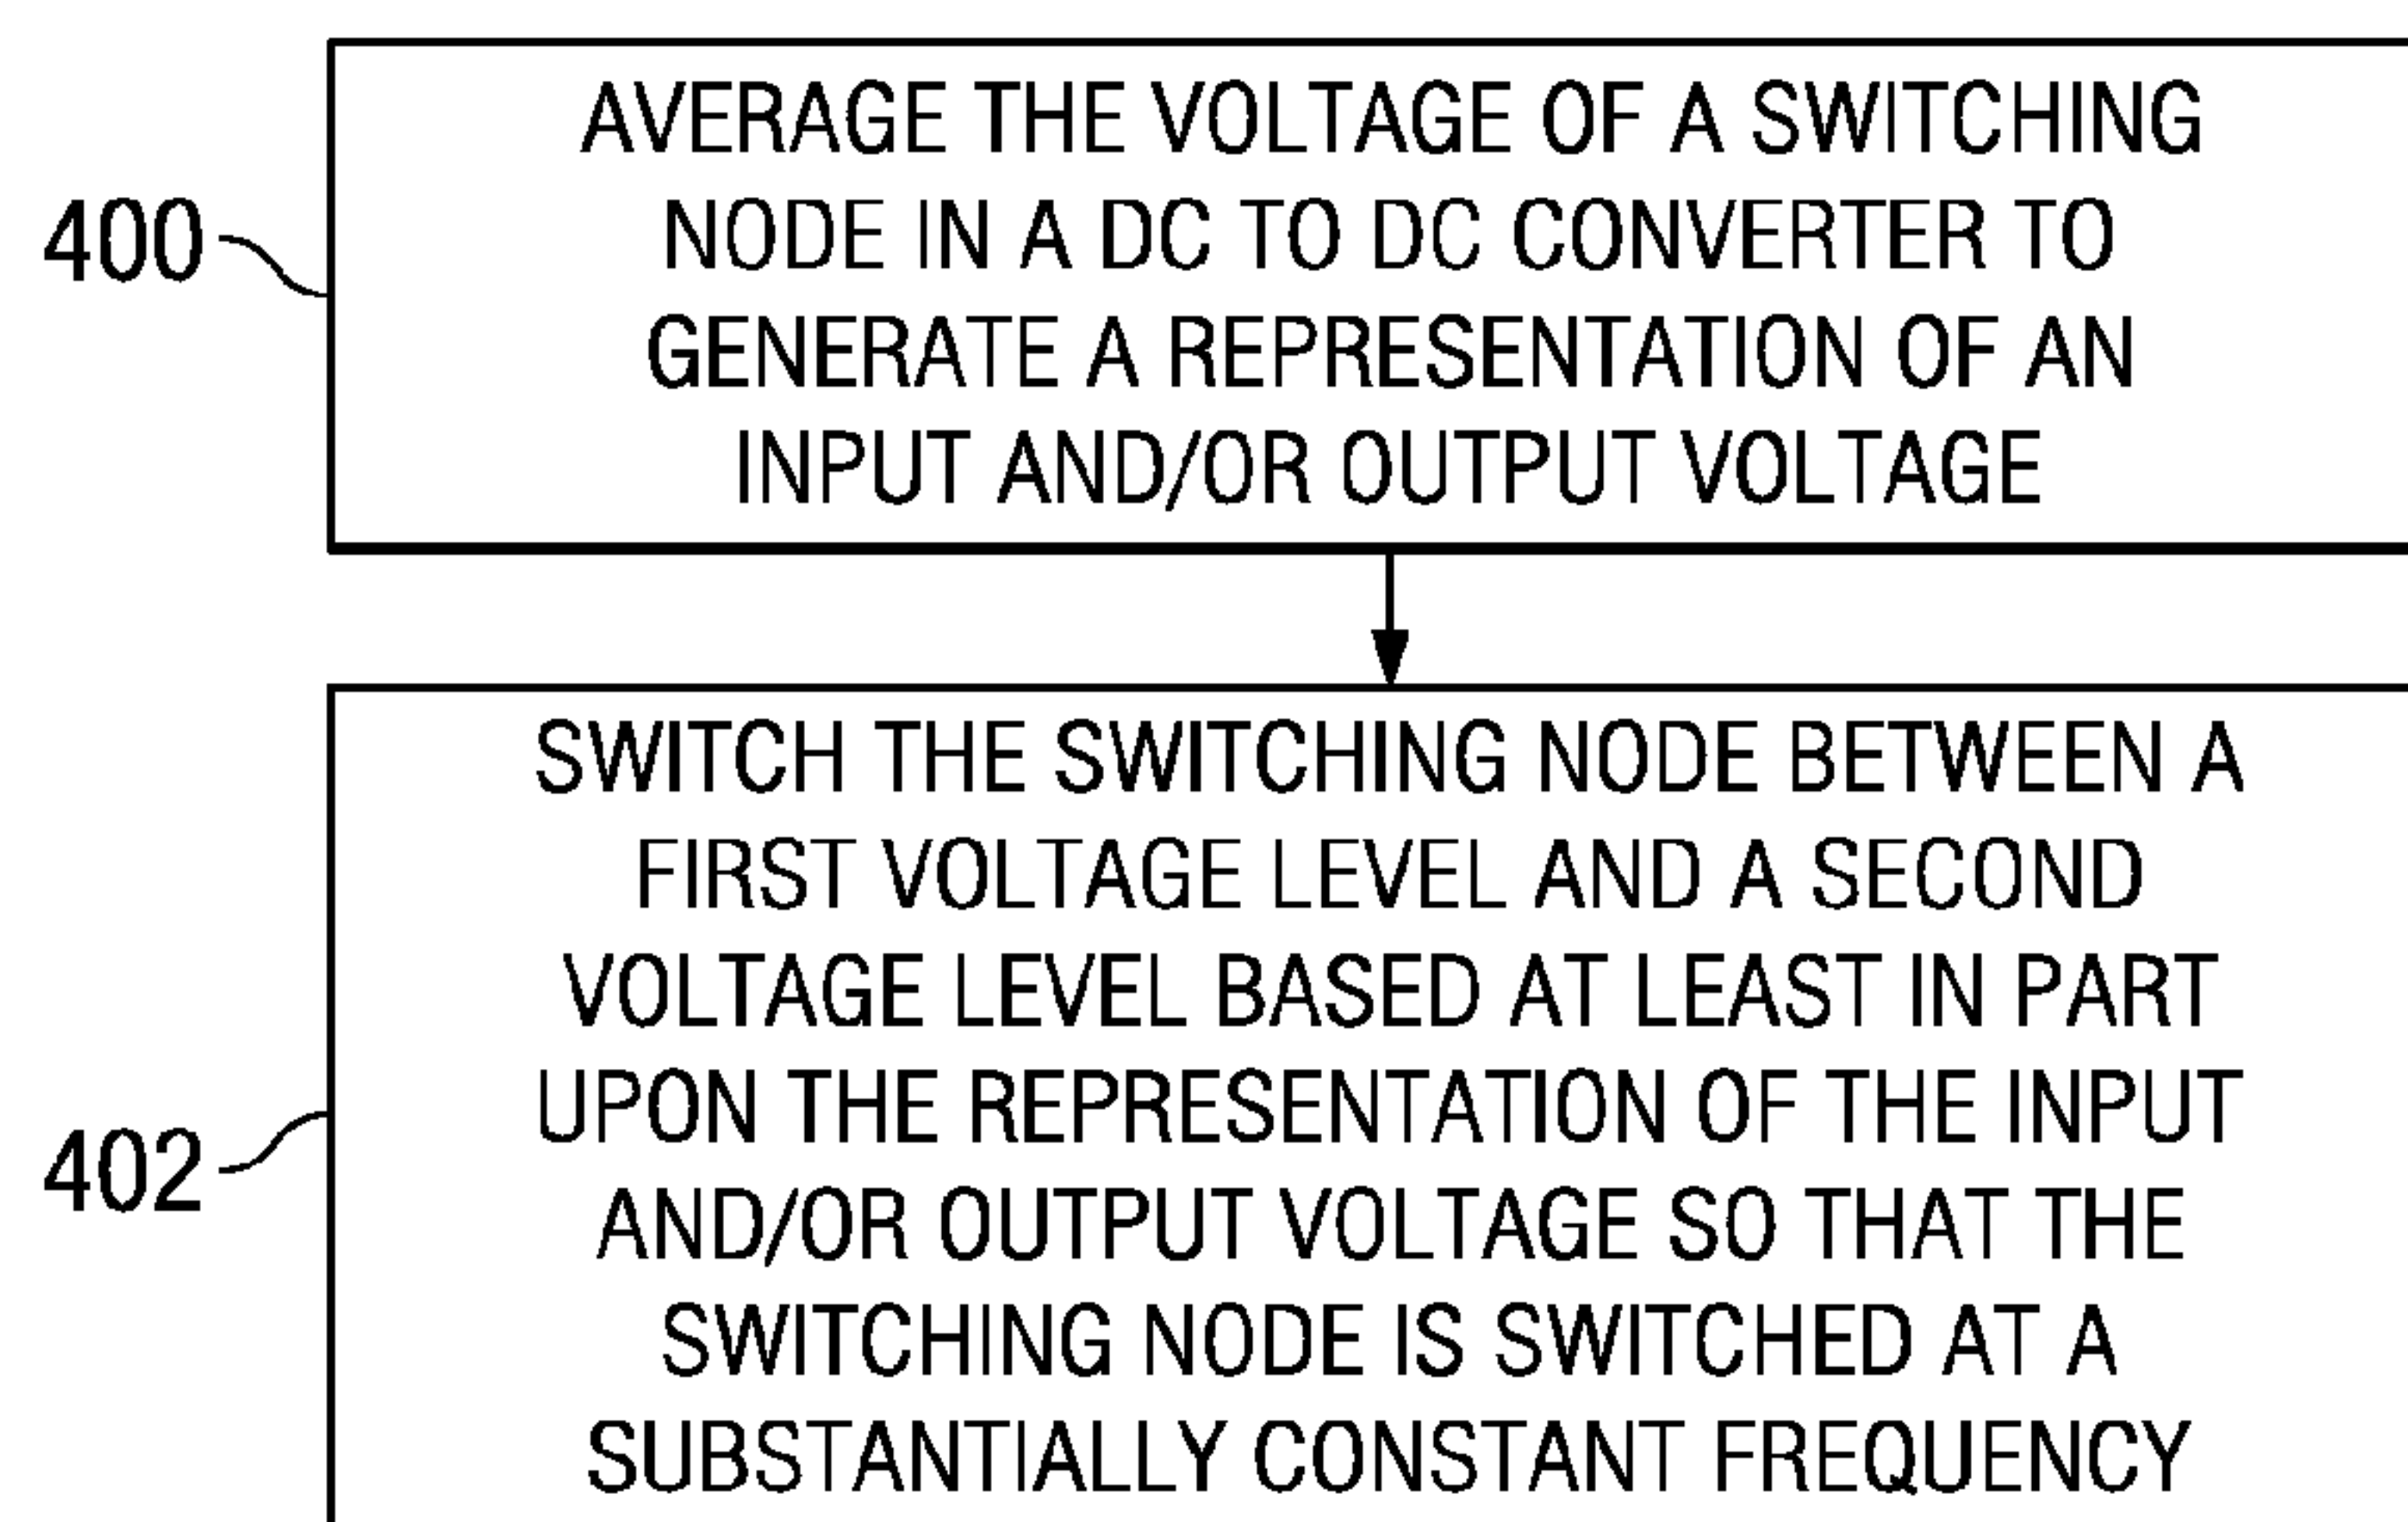 AVERAGE THE VOLTAGE OF A SWITCHING
NODE IN A DC TO DC CONVERTER TO
GENERATE A REPRESENTATION OF AN
INPUT AND/OR OUTPUT VOLTAGE
400
SWITCH THE SWITCHING NODE BETWEEN A
FIRST VOLTAGE LEVEL AND A SECOND
VOLTAGE LEVEL BASED AT LEAST IN PART
UPON THE REPRESENTATION OF THE INPUT
AND/OR OUTPUT VOLTAGE SO THAT THE
SWITCHING NODE IS SWITCHED AT A
SUBSTANTIALLY CONSTANT FREQUENCY
402